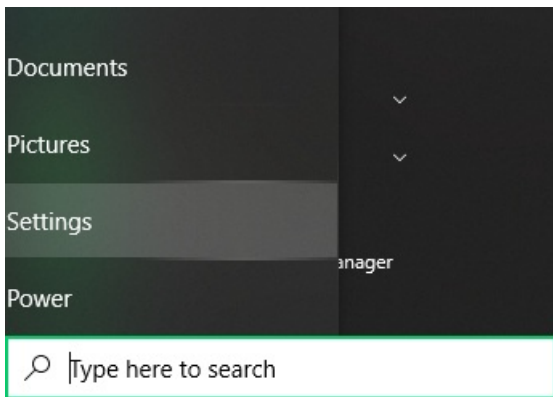 Documents
Pictures
Settings
anager
Power
Type here to search